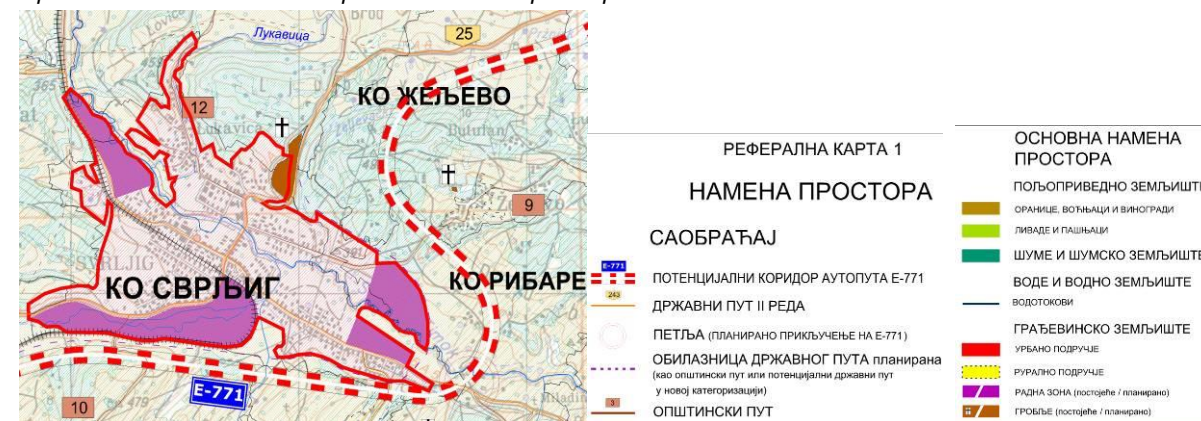 Лукавица
25
12
КО ЖЕЉЕВО
Lukavica
9
КО СВРЉИГ
КО РИБАРЕ
E-771
10
РЕФЕРАЛНА КАРТА 1
НАМЕНА ПРОСТОРА
САОБРАЋАЈ
E-771
ПОТЕНЦИЈАЛНИ КОРИДОР АУТОПУТА Е-771
243
ДРЖАВНИ ПУТ II РЕДА
ПЕТЉА (ПЛАНИРАНО ПРИКЉУЧЕЊЕ НА Е-771)
ОБИЛАЗНИЦА ДРЖАВНОГ ПУТА планирана
(као општински пут или потенцијални државни пут
у новој категоризацији)
3
ОПШТИНСКИ ПУТ
ОСНОВНА НАМЕНА
ПРОСТОРА
ПОЉОПРИВЕДНО ЗЕМЉИШТЕ
ОРАНИЦЕ, ВОЋЊАЦИ И ВИНОГРАДИ
ЛИВАДЕ И ПАШЊАЦИ
ШУМЕ И ШУМСКО ЗЕМЉИШТЕ
ВОДЕ И ВОДНО ЗЕМЉИШТЕ
ВОДОТОКОВИ
ГРАЂЕВИНСКО ЗЕМЉИШТЕ
УРБАНО ПОДРУЧЈЕ
РУРАЛНО ПОДРУЧЈЕ
РАДНА ЗОНА (постојеће / планирано)
ГРОБЉЕ (постојеће / планирано)